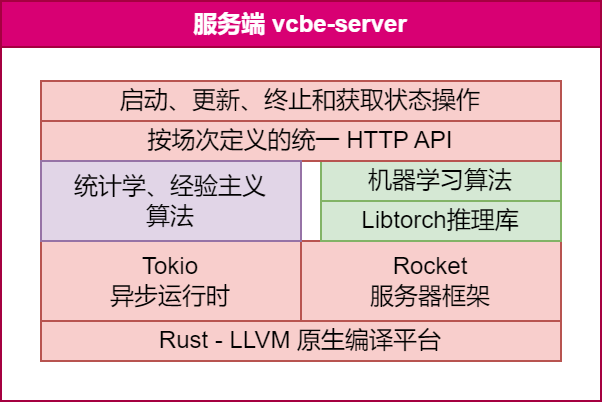 服务端 vcbe-server
启动、更新、终止和获取状态操作
按场次定义的统一 HTTP API
统计学、经验主义
算法
机器学习算法
Libtorch推理库
Tokio
异步运行时
Rocket
服务器框架
Rust - LLVM 原生编译平台